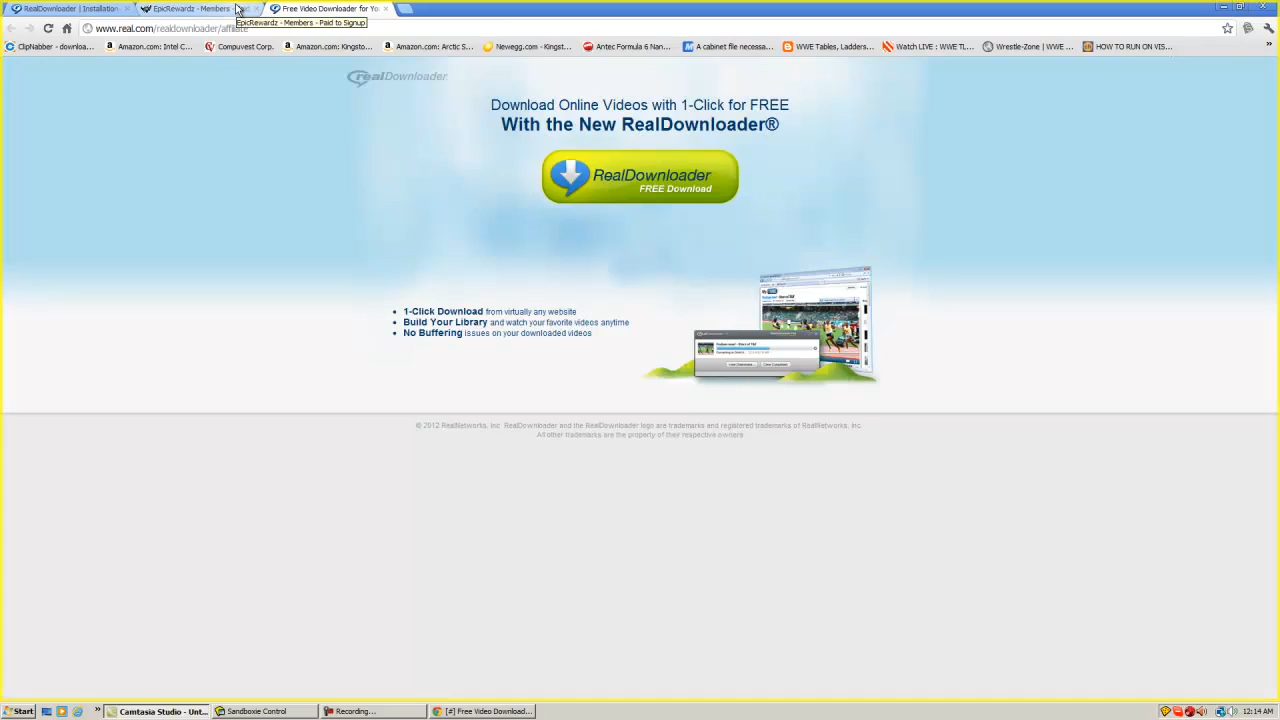 RealDownloader | Installation
EpicRewardz - Members -
Free Video Downloader for Yo
EpicRewardz - Members - Paid to Signup
www.real.com/realdownloader/affiliate
ClipNabber - downloa...
Amazon.com: Intel C...
Compuvest Corp.
Amazon.com: Kingsto...
Amazon.com: Arctic S...
Newegg.com - Kingst...
Antec Formula 6 Nan...
A cabinet file necessa...
WWE Tables, Ladders...
Watch LIVE : WWE TL...
Wrestle-Zone | WWE ...
HOW TO RUN ON VIS...
realDownloader
Download Online Videos with 1-Click for FREE
With the New RealDownloader®
RealDownloader
FREE Download
1-Click Download from virtually any website
Build Your Library and watch your favorite videos anytime
No Buffering issues on your downloaded videos
© 2012 RealNetworks, Inc RealDownloader and the RealDownloader logo are trademarks and registered trademarks of RealNetworks, Inc.
All other trademarks are the property of their respective owners
Start
Camtasia Studio - Unt...
Sandboxie Control
Recording...
[#] Free Video Download...
12:14 AM